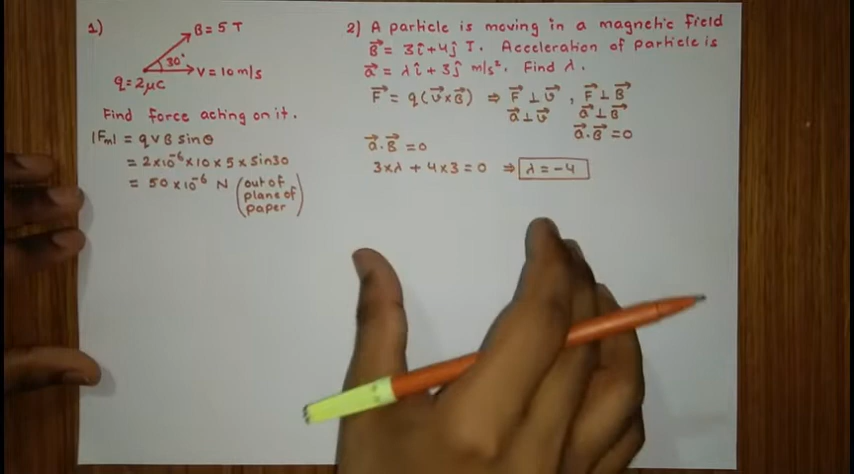 1)
B = 5 T
30°
V = 10 m/s
q = 2μC
Find force acting on it.
|Fₘ| = q v B sinθ
= 2×10⁻⁶ × 10 × 5 × sin30
= 50 × 10⁻⁶ N (out of plane of paper)
2) A particle is moving in a magnetic field
B⃗ = 3î+4ĵ T. Acceleration of particle is
a⃗ = λî + 3ĵ m/s². Find λ.
F⃗ = q(v⃗×B⃗) ⇒ F⃗ ⊥ v⃗ , F⃗ ⊥ B⃗
a⃗ ⊥ v⃗ a⃗ ⊥ B⃗
a⃗.B⃗ = 0
a⃗.B⃗ = 0
3×λ + 4×3 = 0 ⇒ λ = -4